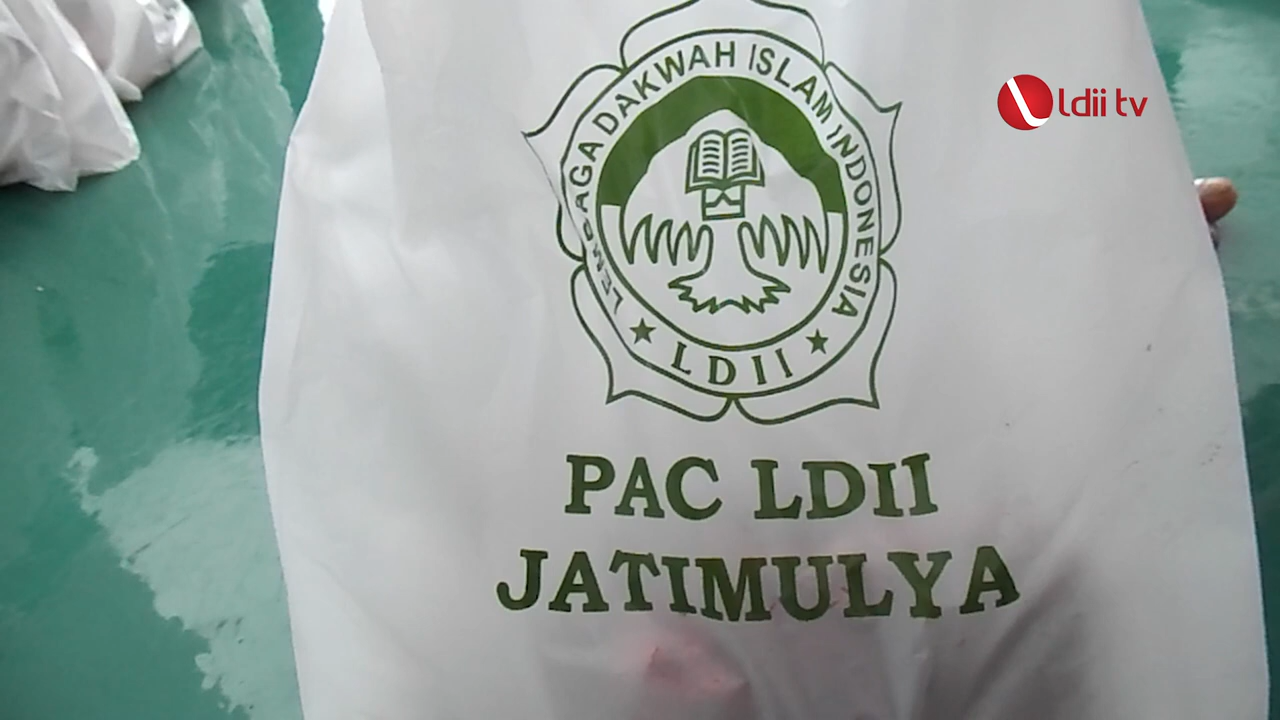 LEMBAGA DAKWAH ISLAM INDONESIA
ldii tv
LDII
PAC LDII
JATIMULYA